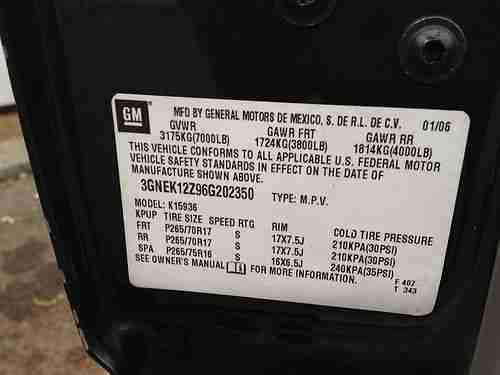 GM
MFD BY GENERAL MOTORS DE MEXICO, S. DE R.L. DE C.V. 01/06
GVWR GAWR FRT GAWR RR
3175KG(7000LB) 1724KG(3800LB) 1814KG(4000LB)
THIS VEHICLE CONFORMS TO ALL APPLICABLE U.S. FEDERAL MOTOR
VEHICLE SAFETY STANDARDS IN EFFECT ON THE DATE OF
MANUFACTURE SHOWN ABOVE.
3GNEK12Z96G202350 TYPE: M.P.V.
MODEL: K15936
KPUP TIRE SIZE SPEED RTG RIM COLD TIRE PRESSURE
FRT P265/70R17 S 17X7.5J 210KPA(30PSI)
RR P265/70R17 S 17X7.5J 210KPA(30PSI)
SPA P265/75R16 S 16X6.5J 240KPA(35PSI)
SEE OWNER'S MANUAL FOR MORE INFORMATION.
F 407
T 343